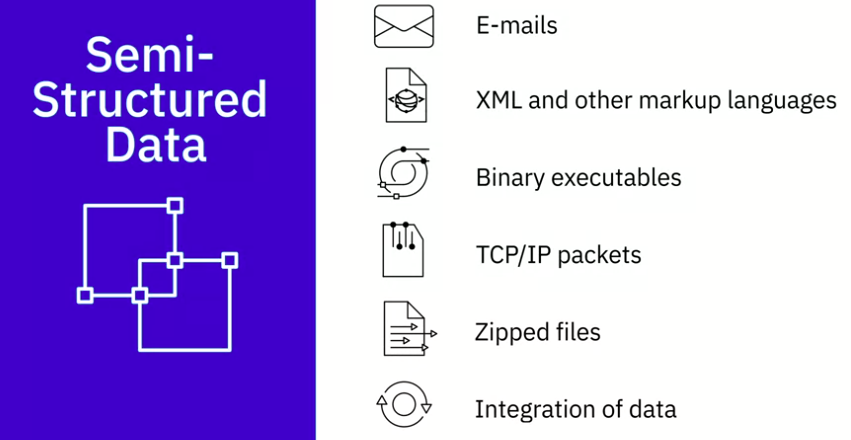 Semi-
Structured
Data
E-mails
XML and other markup languages
Binary executables
TCP/IP packets
Zipped files
Integration of data